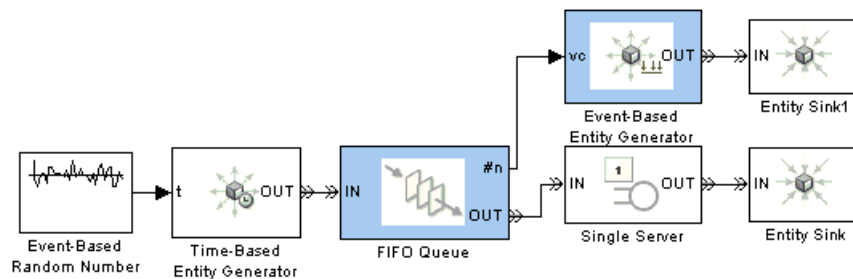 vc
OUT
IN
Event-Based
Entity Generator
Entity Sink1
t
OUT
IN
#n
OUT
IN
1
OUT
IN
Event-Based
Random Number
Time-Based
Entity Generator
FIFO Queue
Single Server
Entity Sink